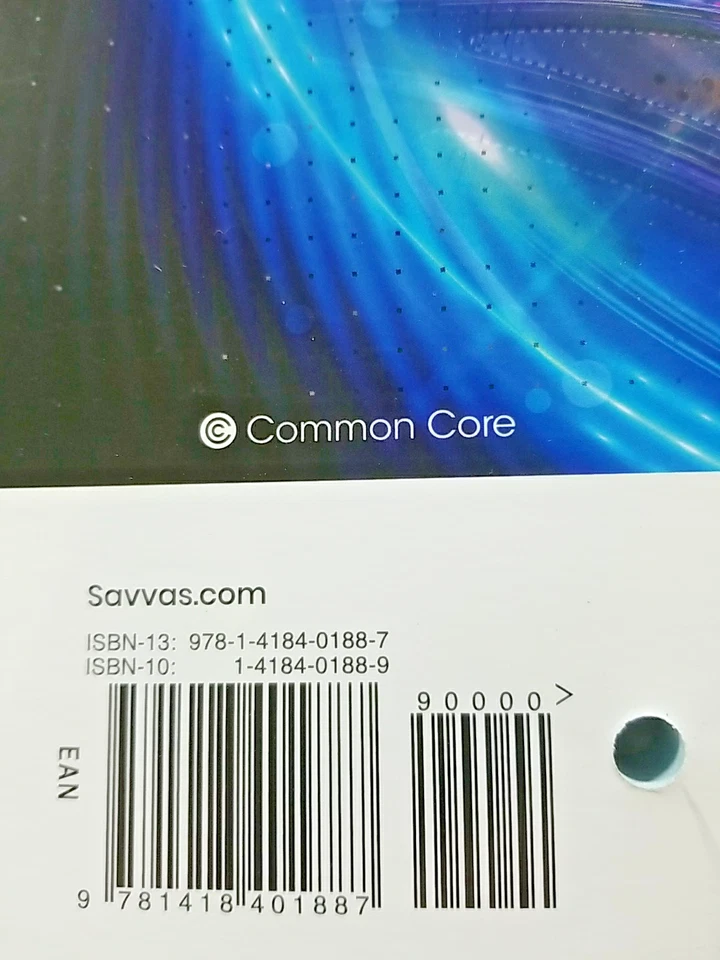 © Common Core
Savvas.com
ISBN-13: 978-1-4184-0188-7
ISBN-10: 1-4184-0188-9
90000>
EAN
9 781418 401887